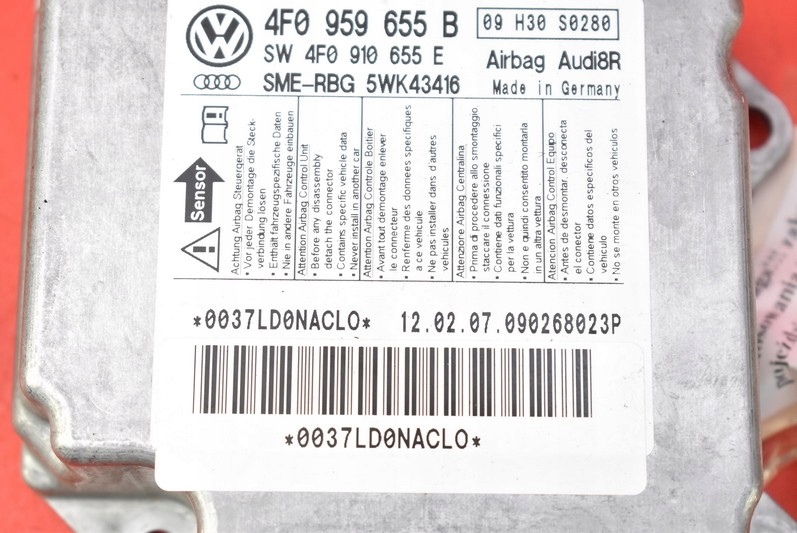 4F0 959 655 B
09 H30 S0280
SW 4F0 910 655 E
Airbag Audi8R
SME-RBG 5WK43416
Made in Germany
Sensor
Achtung Airbag Steuergerät
• Vor jeder Demontage die Steck-
verbindung lösen
• Enthält fahrzeugspezifische Daten
• Nie in andere Fahrzeuge einbauen
Attention Airbag Control Unit
• Before any disassembly
detach the connector
• Contains specific vehicle data
• Never install in another car
Attention Airbag Controle Boitier
• Avant tout demontage enlever
le connecteur
• Renferme des donnees specifiques
a ce vehicule
• Ne pas installer dans d'autres
vehicules
Attenzione Airbag Centralina
• Prima di procedere allo smontaggio
staccare il connessione
• Contiene dati funzionali specifici
per la vettura
• Non e quindi consentito montarla
in un altra vettura
Atencion Airbag Control Equipo
• Antes de desmontar, desconecta
el conector
• Contiene datos especificos del
vehiculo
• No se monte en otros vehiculos
*0037LD0NACLO* 12.02.07.090268023P
*0037LD0NACLO*